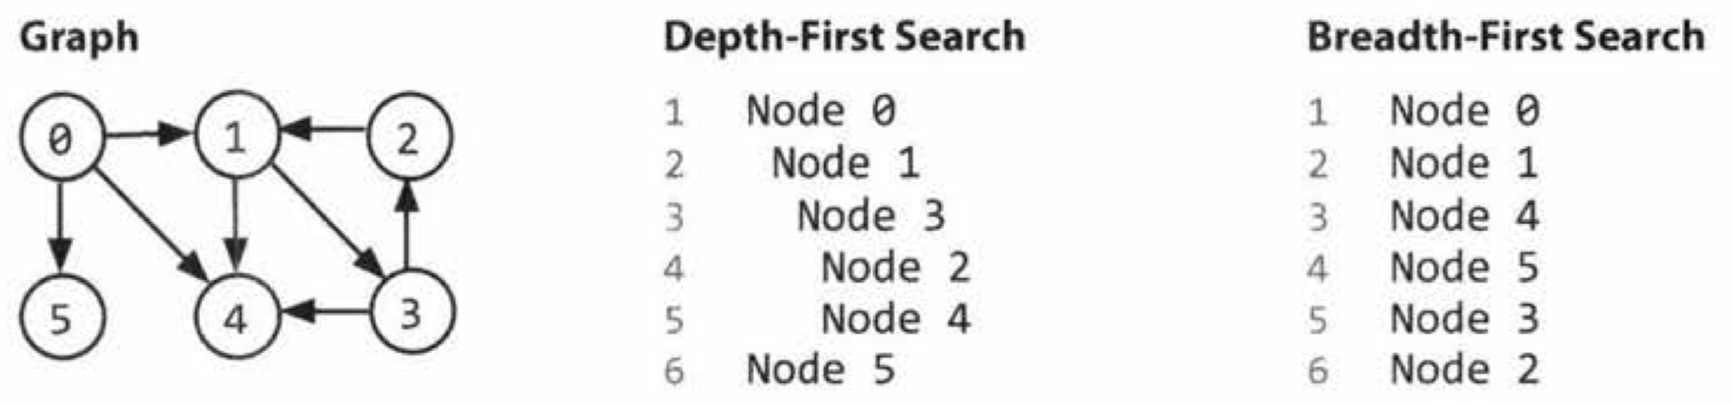 Graph
0 1 2
5 4 3
Depth-First Search
1 Node 0
2 Node 1
3 Node 3
4 Node 2
5 Node 4
6 Node 5
Breadth-First Search
1 Node 0
2 Node 1
3 Node 4
4 Node 5
5 Node 3
6 Node 2